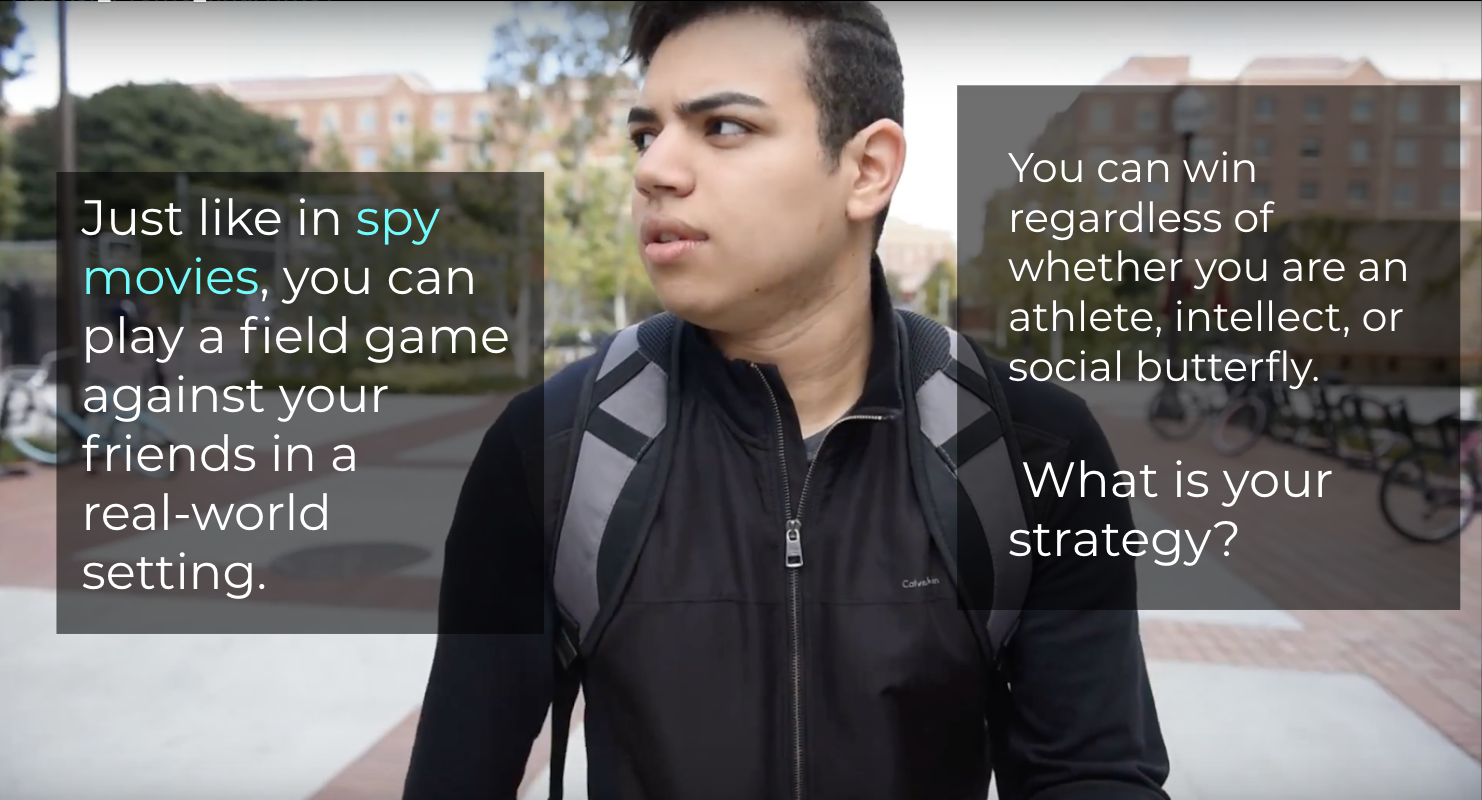 Just like in spy
movies, you can
play a field game
against your
friends in a
real-world
setting.
You can win
regardless of
whether you are an
athlete, intellect, or
social butterfly.
What is your
strategy?